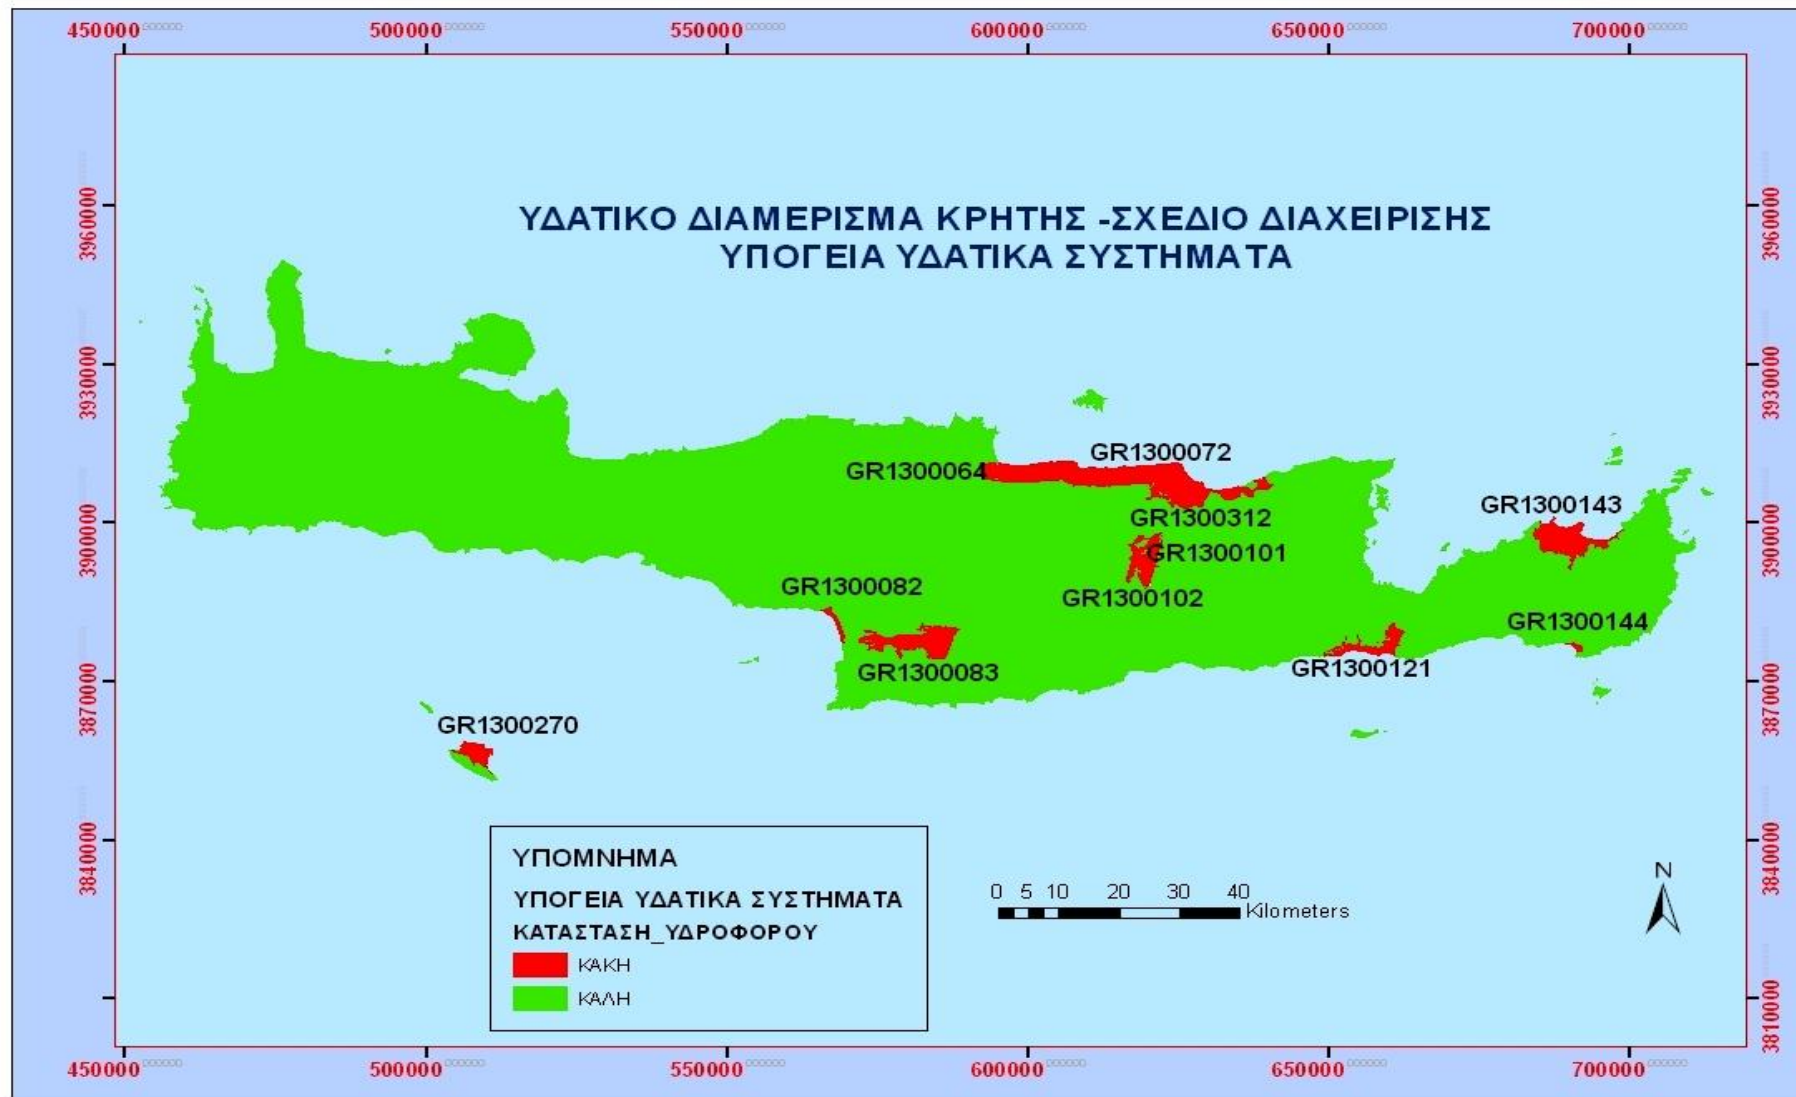 450000 500000 550000 600000 650000 700000
3960000 3960000
ΥΔΑΤΙΚΟ ΔΙΑΜΕΡΙΣΜΑ ΚΡΗΤΗΣ -ΣΧΕΔΙΟ ΔΙΑΧΕΙΡΙΣΗΣ
ΥΠΟΓΕΙΑ ΥΔΑΤΙΚΑ ΣΥΣΤΗΜΑΤΑ
3930000 3930000
GR1300072
GR1300064
GR1300143
GR1300312
3900000 3900000
GR1300101
GR1300082
GR1300102
GR1300144
GR1300121
GR1300083
3870000 3870000
GR1300270
3840000 3840000
ΥΠΟΜΝΗΜΑ
ΥΠΟΓΕΙΑ ΥΔΑΤΙΚΑ ΣΥΣΤΗΜΑΤΑ
ΚΑΤΑΣΤΑΣΗ_ΥΔΡΟΦΟΡΟΥ
ΚΑΚΗ
ΚΑΛΗ
0 5 10 20 30 40
Kilometers
N
3810000
450000 500000 550000 600000 650000 700000